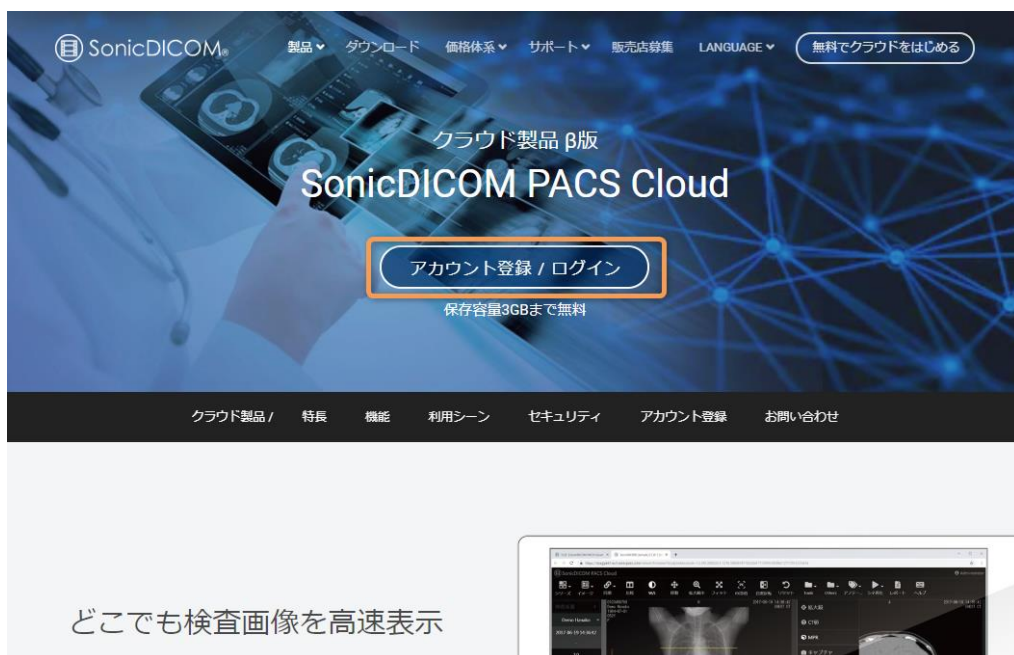 SonicDICOM®
製品 ダウンロード 価格体系 サポート 販売店募集 LANGUAGE 無料でクラウドをはじめる
クラウド製品 β版
SonicDICOM PACS Cloud
アカウント登録 / ログイン
保存容量3GBまで無料
クラウド製品 / 特長 機能 利用シーン セキュリティ アカウント登録 お問い合わせ
どこでも検査画像を高速表示
SonicDICOM PACS Cloud